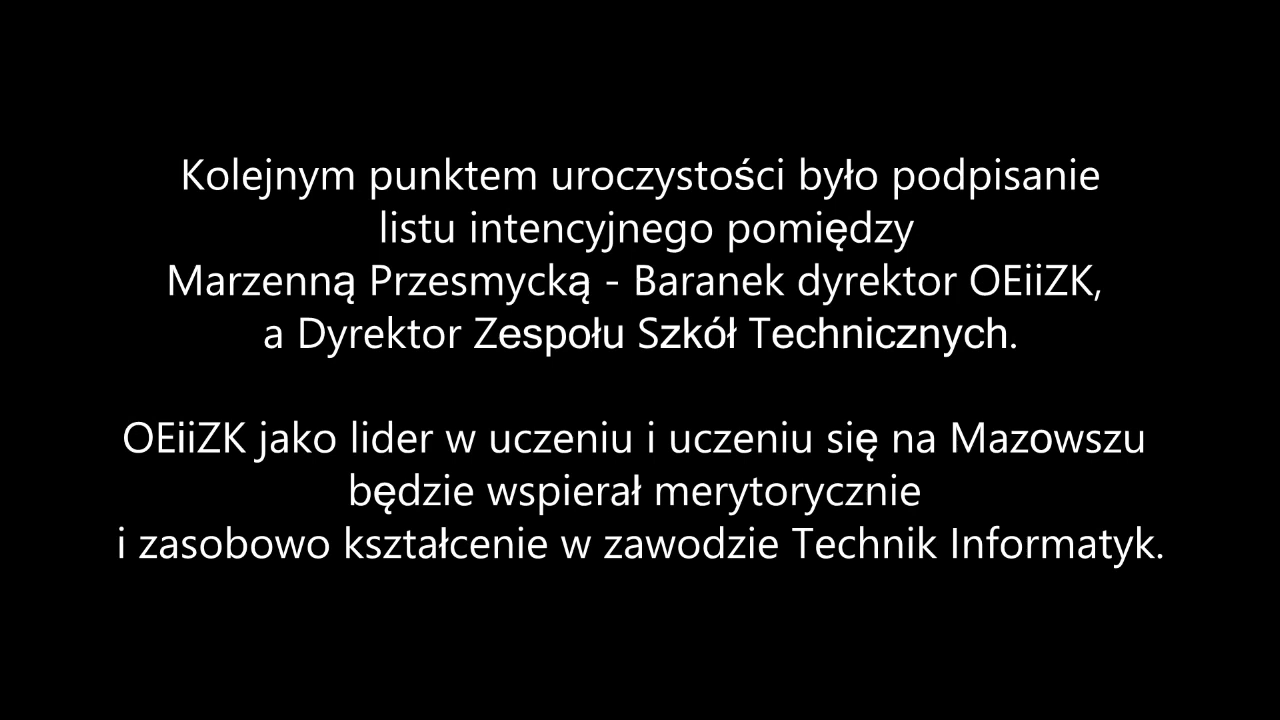 Kolejnym punktem uroczystości było podpisanie
listu intencyjnego pomiędzy
Marzenną Przesmycką - Baranek dyrektor OEiiZK,
a Dyrektor Zespołu Szkół Technicznych.
OEiiZK jako lider w uczeniu i uczeniu się na Mazowszu
będzie wspierał merytorycznie
i zasobowo kształcenie w zawodzie Technik Informatyk.